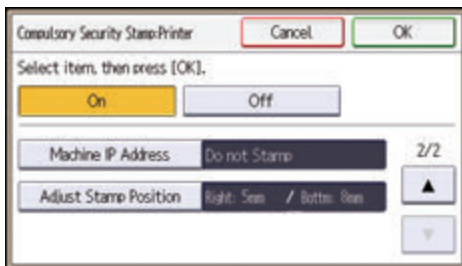 Compulsory Security Stamp:Printer Cancel OK
Select item, then press [OK].
On Off
Machine IP Address Do not Stamp 2/2
Adjust Stamp Position Right: 5mm / Bottm: 8mm
▲
▼